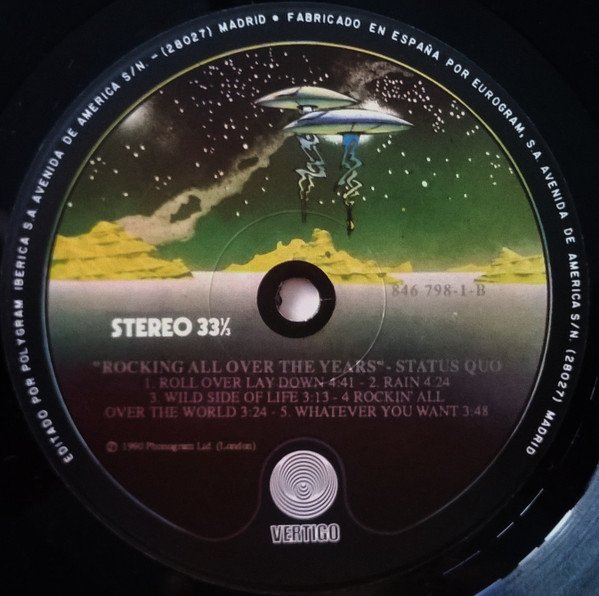 EDITADO POR POLYGRAM IBERICA S.A. AVENIDA DE AMERICA S/N. - (28027) MADRID • FABRICADO EN ESPAÑA POR EUROGRAM, S.A. AVENIDA DE AMERICA S/N. (28027) MADRID
846 798-1-B
STEREO 33⅓
"ROCKING ALL OVER THE YEARS" - STATUS QUO
1. ROLL OVER LAY DOWN 4:41 - 2. RAIN 4:24
3. WILD SIDE OF LIFE 3:13 - 4 ROCKIN' ALL
OVER THE WORLD 3:24 - 5. WHATEVER YOU WANT 3:48
℗ 1990 Phonogram Ltd. (London)
VERTIGO